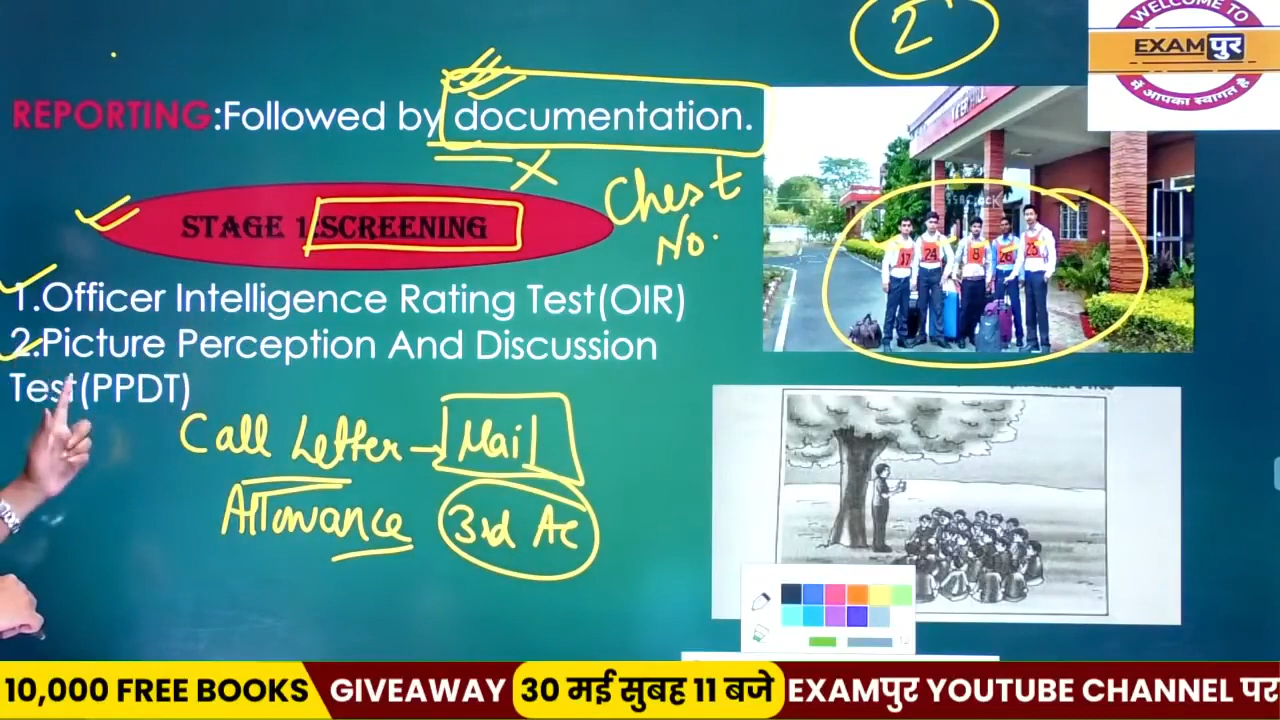 2
WELCOME TO
EXAMपुर
में आपका स्वागत है
REPORTING:Followed by documentation.
Chest
No.
STAGE 1:SCREENING
1.Officer Intelligence Rating Test(OIR)
2.Picture Perception And Discussion
Test(PPDT)
Call Letter → Mail
Allowance 3rd AC
17 24 8 26 23
10,000 FREE BOOKS GIVEAWAY 30 मई सुबह 11 बजे EXAMपुर YOUTUBE CHANNEL पर